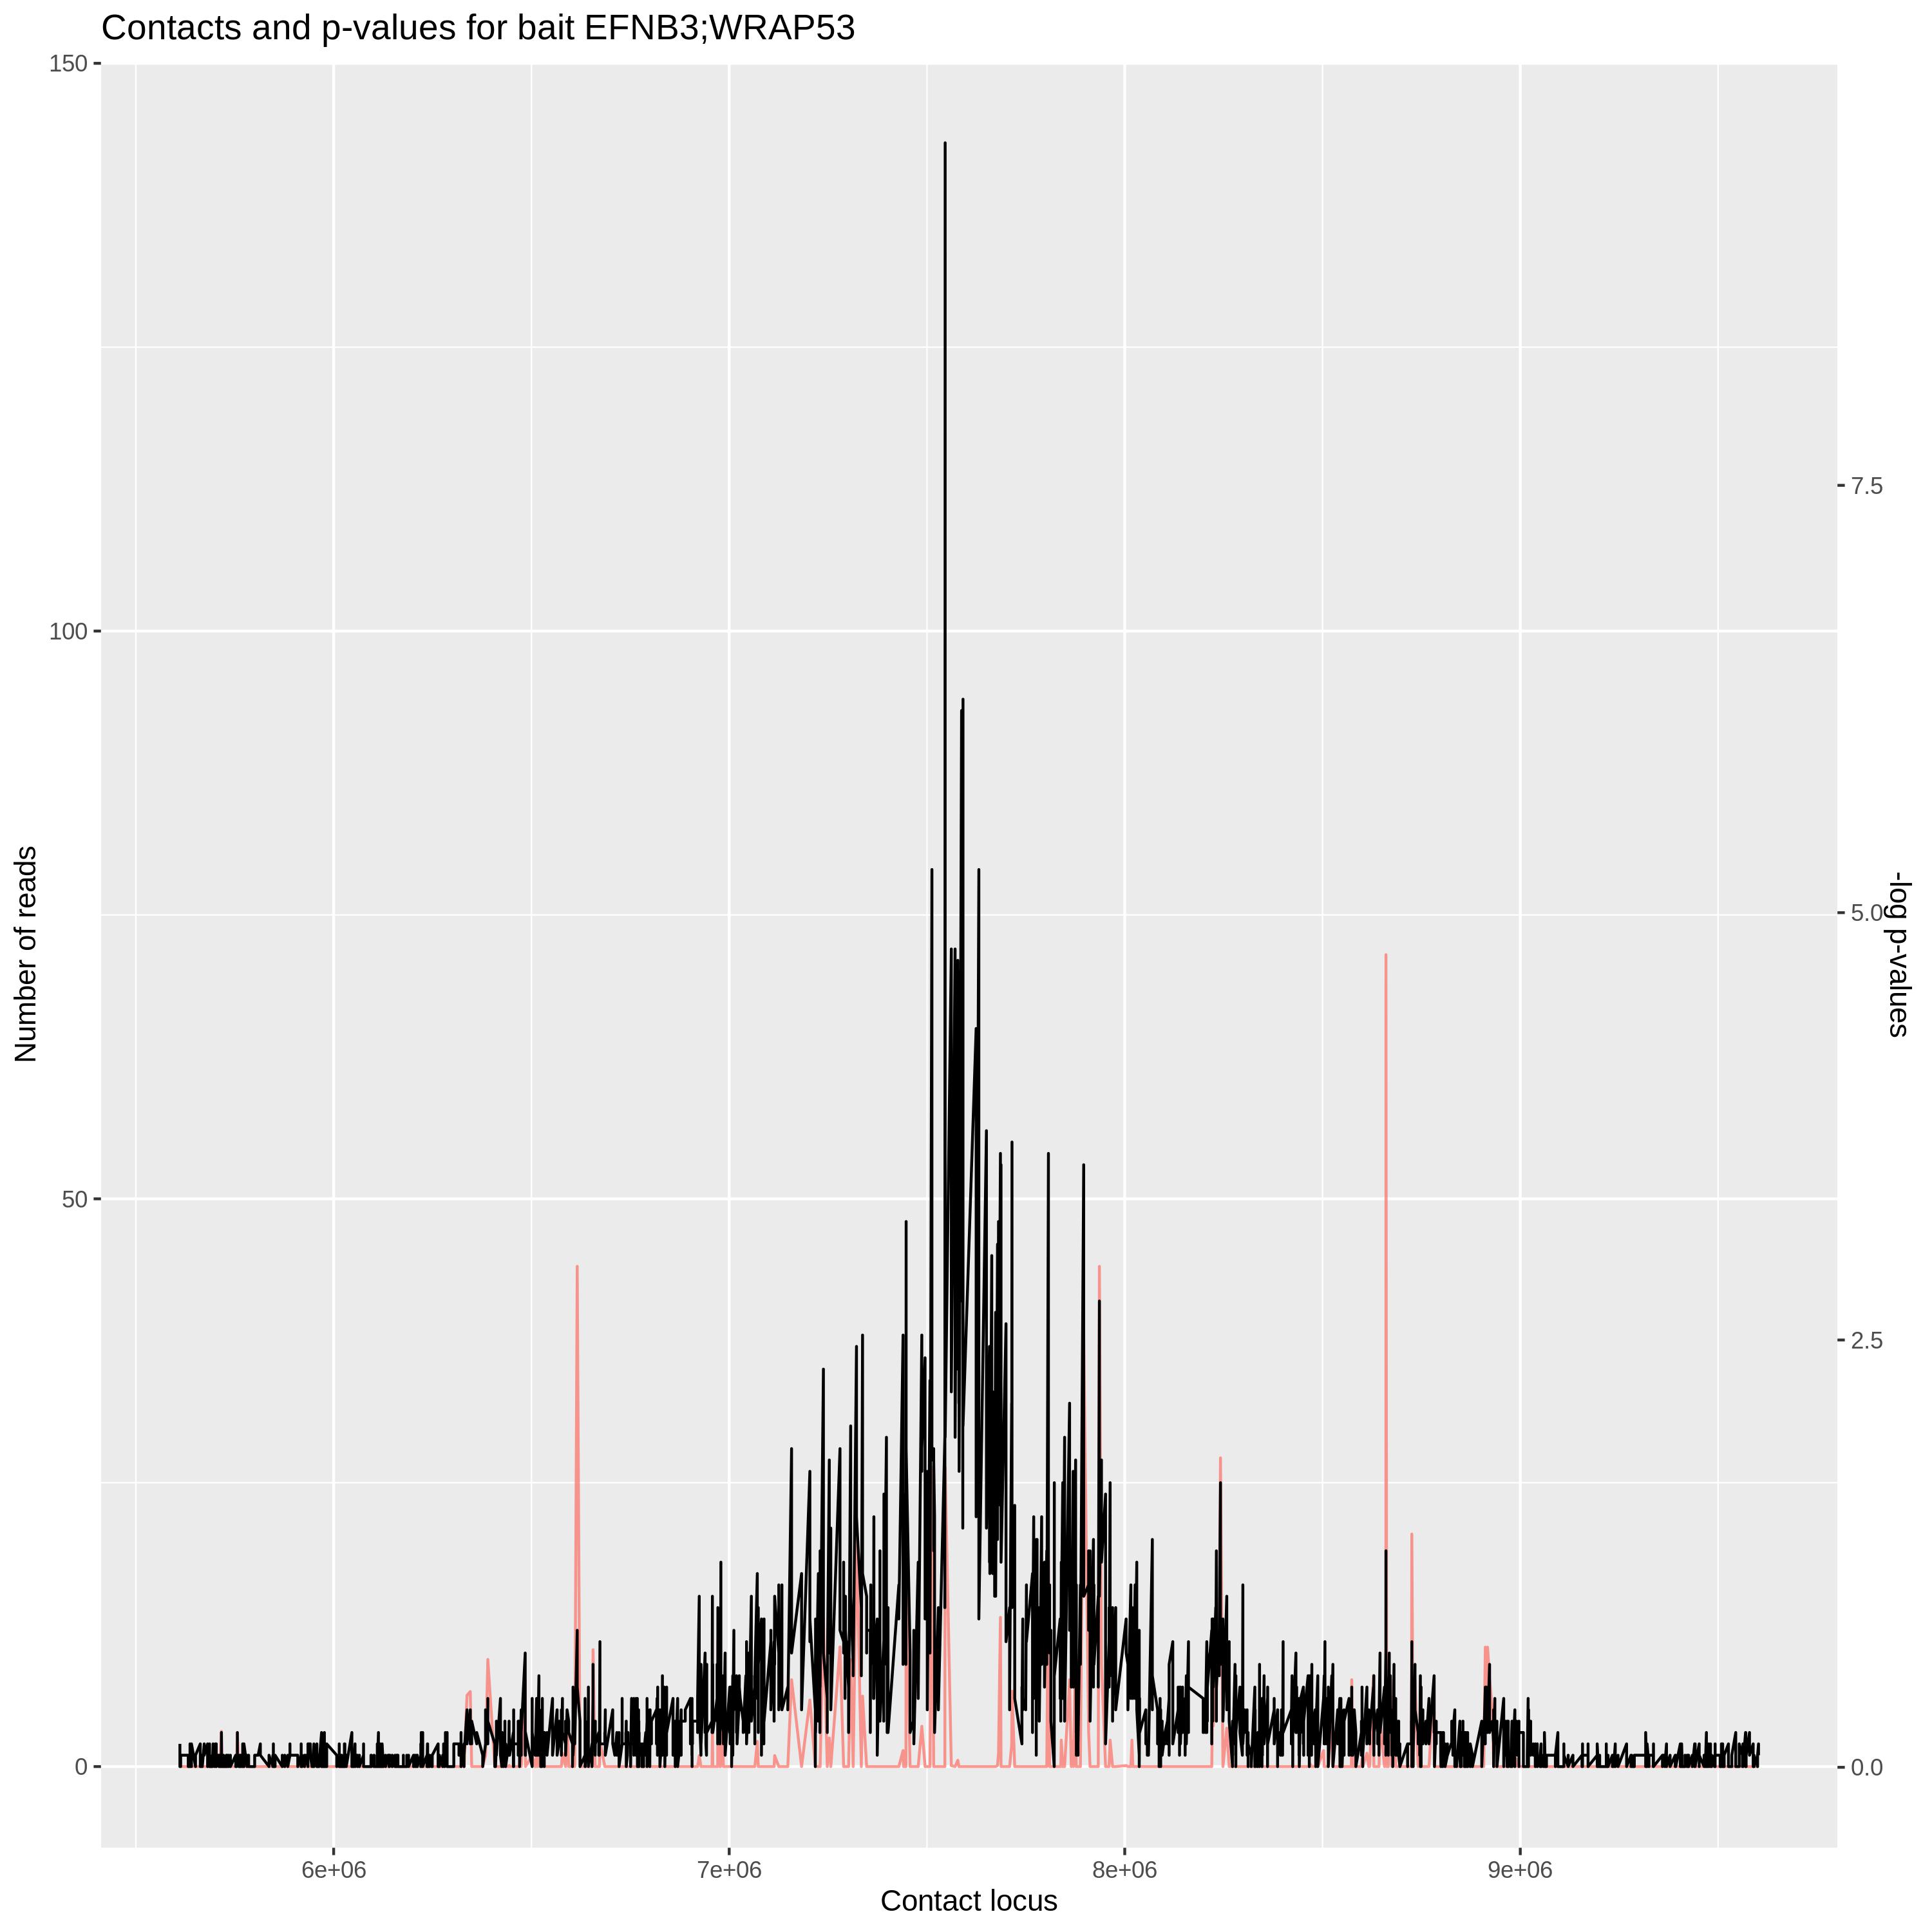 Contacts and p-values for bait EFNB3;WRAP53
150
100
50
0
Number of reads
7.5
5.0
2.5
0.0
-log p-values
6e+06
7e+06
8e+06
9e+06
Contact locus